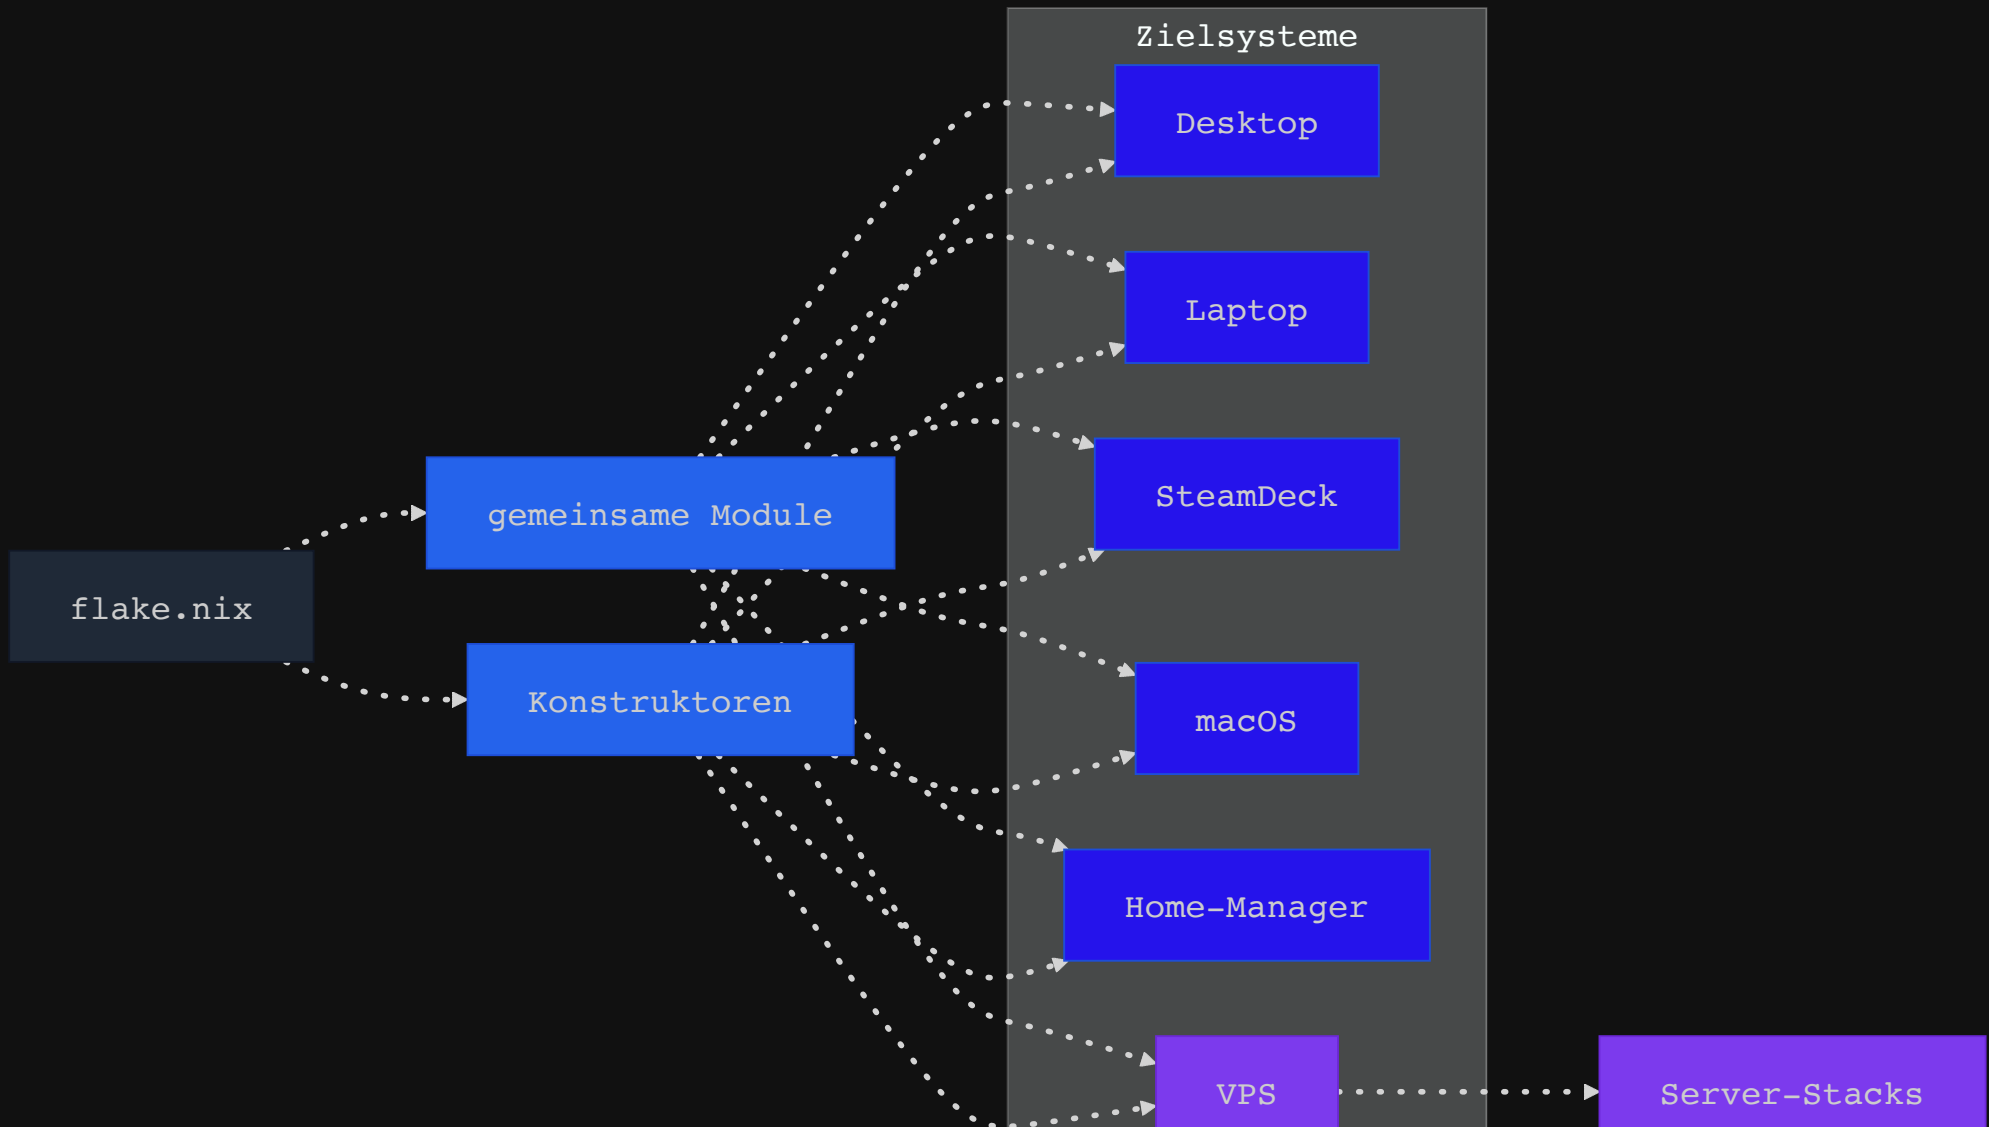 Zielsysteme
Desktop
Laptop
SteamDeck
gemeinsame Module
flake.nix
Konstruktoren
macOS
Home-Manager
VPS
Server-Stacks